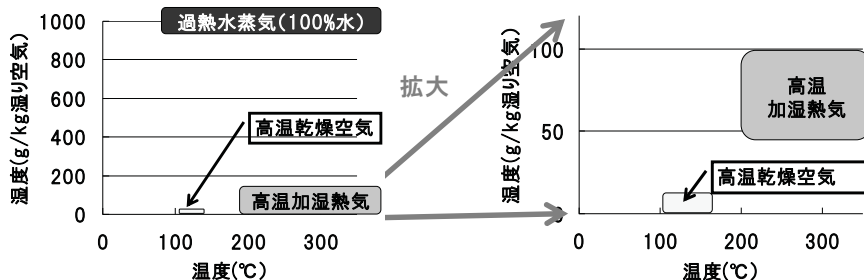 湿度(g/kg湿り空気)
1000
800
600
400
200
0
0
100
200
300
温度(℃)
過熱水蒸気(100%水)
高温乾燥空気
高温加湿熱気
拡大
湿度(g/kg湿り空気)
100
50
0
0
100
200
300
温度(℃)
高温
加湿熱気
高温乾燥空気